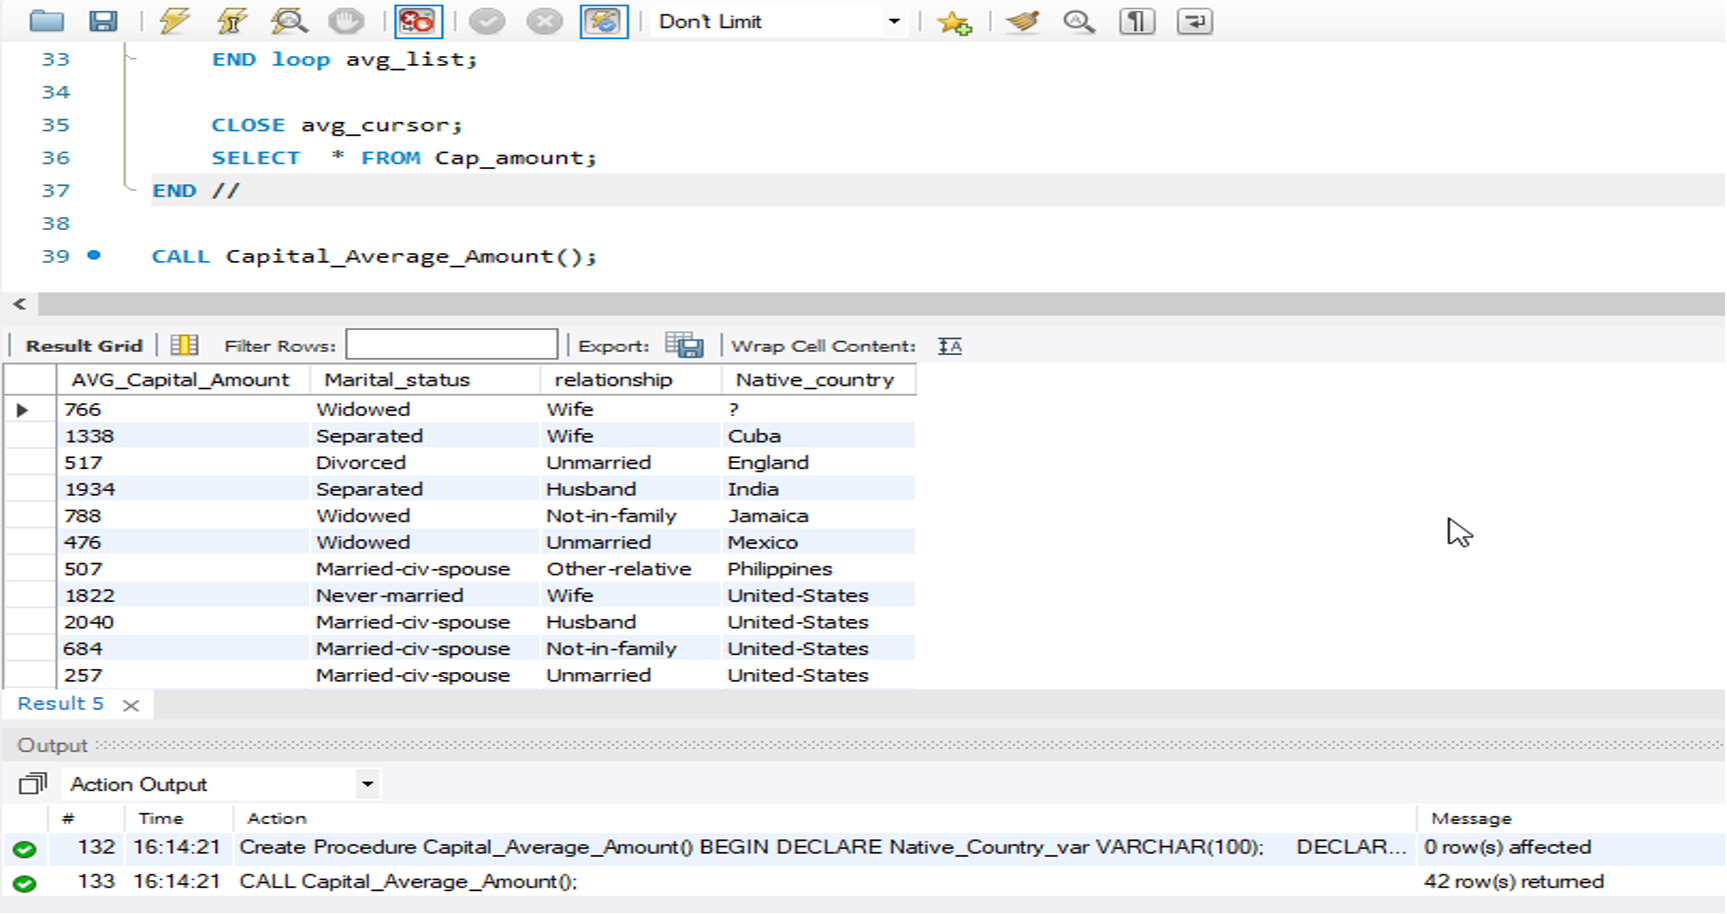 Don't Limit
33 END loop avg_list;
34
35 CLOSE avg_cursor;
36 SELECT * FROM Cap_amount;
37 END //
38
39 CALL Capital_Average_Amount();
Result Grid Filter Rows: Export: Wrap Cell Content:
AVG_Capital_Amount Marital_status relationship Native_country
766 Widowed Wife ?
1338 Separated Wife Cuba
517 Divorced Unmarried England
1934 Separated Husband India
788 Widowed Not-in-family Jamaica
476 Widowed Unmarried Mexico
507 Married-civ-spouse Other-relative Philippines
1822 Never-married Wife United-States
2040 Married-civ-spouse Husband United-States
684 Married-civ-spouse Not-in-family United-States
257 Married-civ-spouse Unmarried United-States
Result 5
Output
Action Output
# Time Action Message
132 16:14:21 Create Procedure Capital_Average_Amount() BEGIN DECLARE Native_Country_var VARCHAR(100); DECLAR... 0 row(s) affected
133 16:14:21 CALL Capital_Average_Amount(); 42 row(s) returned